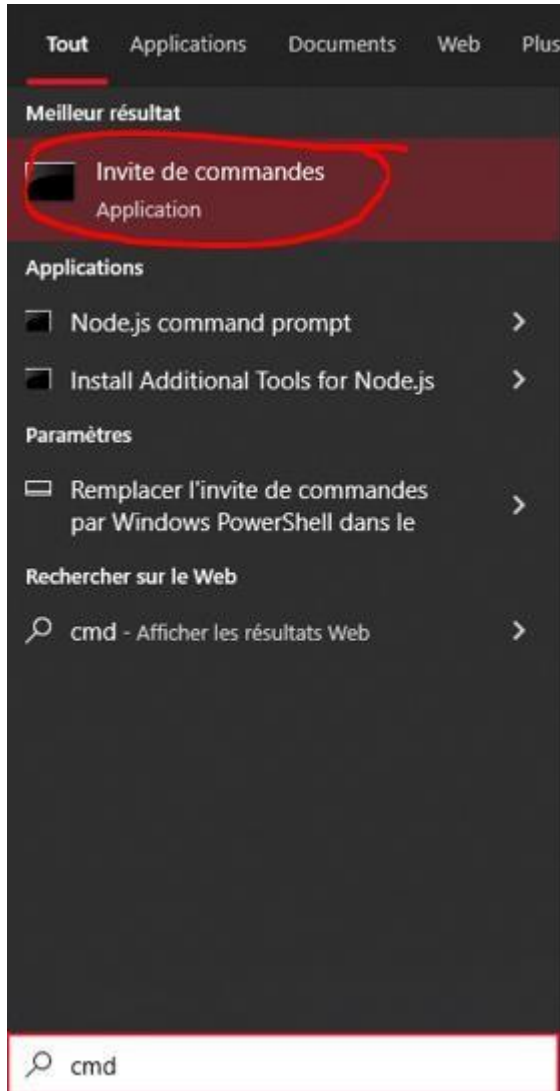 Tout Applications Documents Web Plus
Meilleur résultat
Invite de commandes
Application
Applications
Node.js command prompt
Install Additional Tools for Node.js
Paramètres
Remplacer l'invite de commandes
par Windows PowerShell dans le
Rechercher sur le Web
cmd - Afficher les résultats Web
cmd